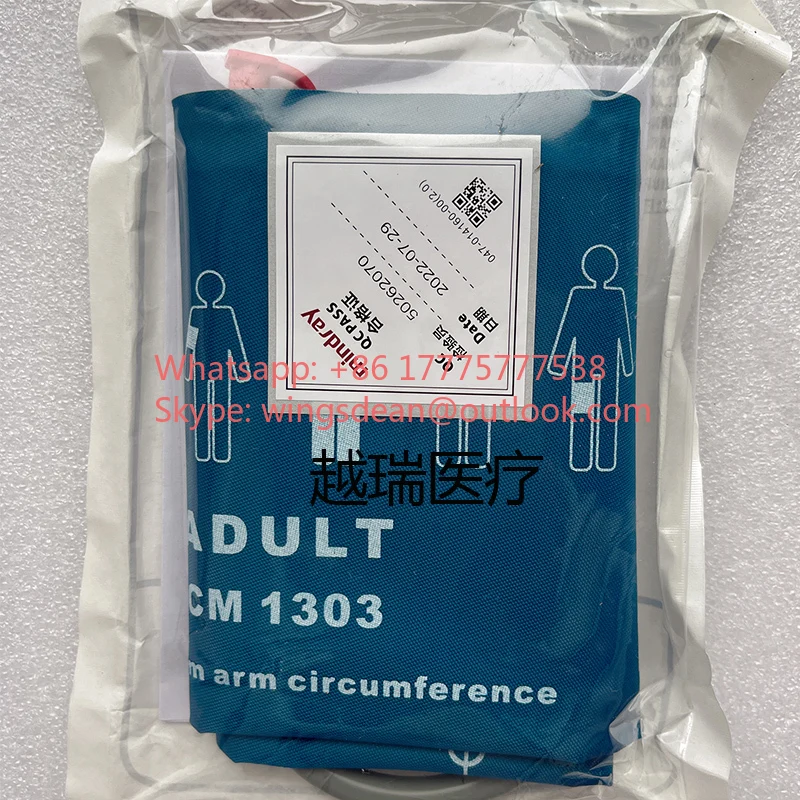 047-014160-00(2.0)
2022-07-29
Date
日期
50262070
QC
检验员
mindray
QC PASS
合格证
Whatsapp: +86 17775777538
Skype: wingsdean@outlook.com
越瑞医疗
ADULT
CM 1303
m arm circumference